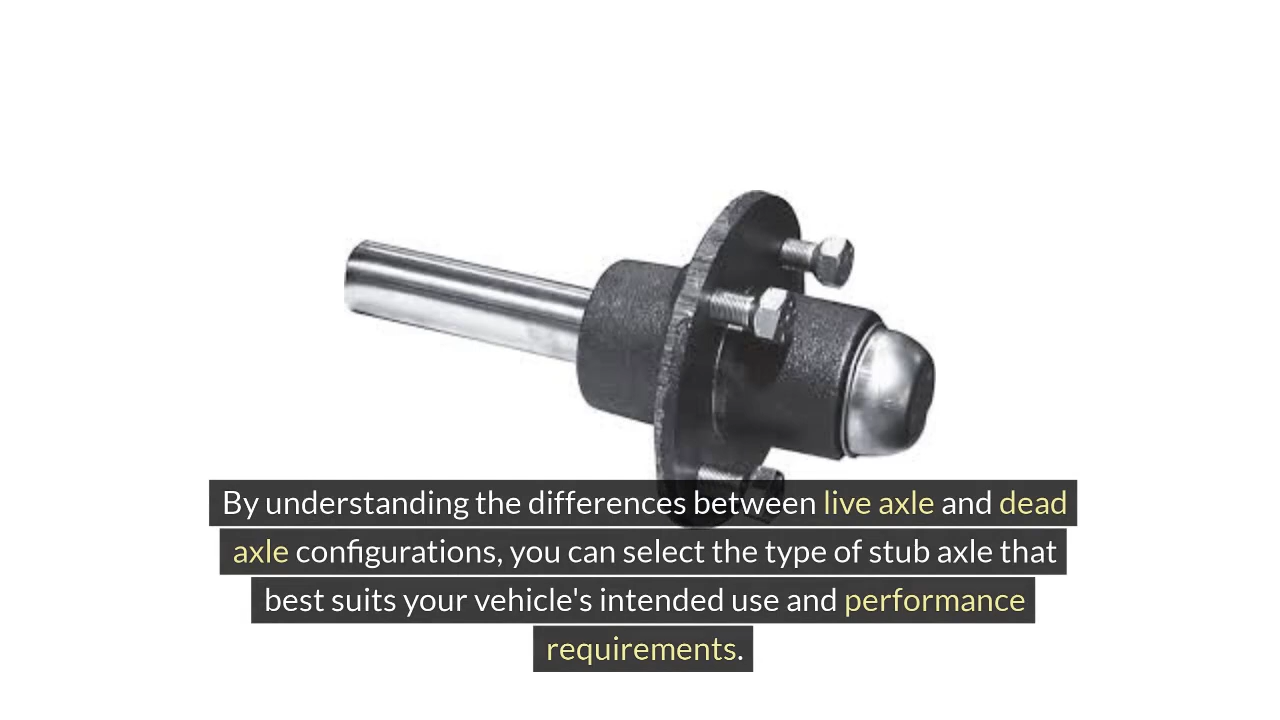 By understanding the differences between live axle and dead
axle configurations, you can select the type of stub axle that
best suits your vehicle's intended use and performance
requirements.